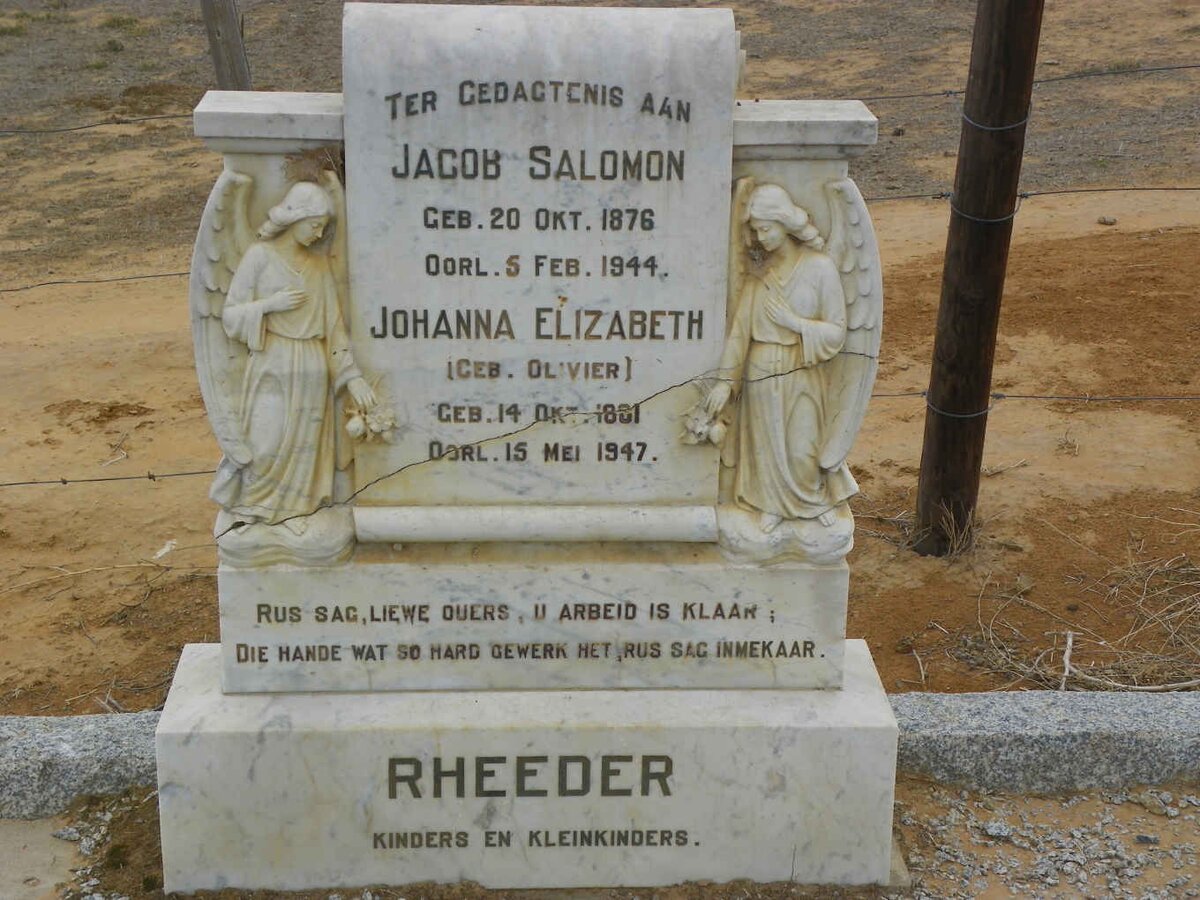 TER GEDAGTENIS AAN
JACOB SALOMON
GEB. 20 OKT. 1876
OORL. 5 FEB. 1944.
JOHANNA ELIZABETH
(GEB. OLIVIER)
GEB. 14 OKT. 1881
OORL. 15 MEI 1947.
RUS SAG, LIEWE OUERS, U ARBEID IS KLAAR;
DIE HANDE WAT SO HARD GEWERK HET, RUS SAG INMEKAAR.
RHEEDER
KINDERS EN KLEINKINDERS.